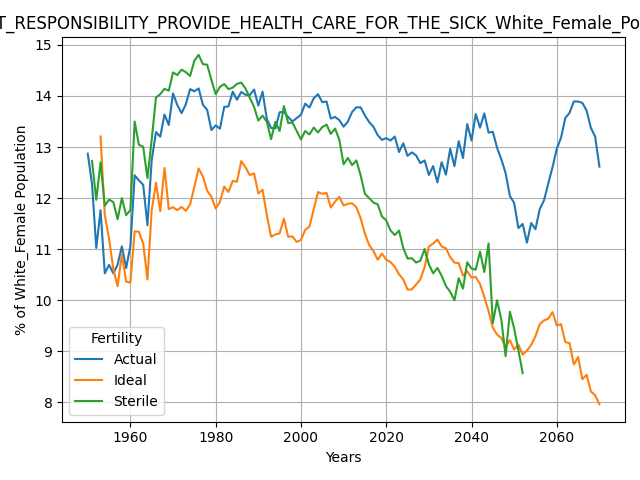 T_RESPONSIBILITY_PROVIDE_HEALTH_CARE_FOR_THE_SICK_White_Female_Po
15
14
13
12
11
10
9
8
% of White_Female Population
Fertility
Actual
Ideal
Sterile
1960 1980 2000 2020 2040 2060
Years